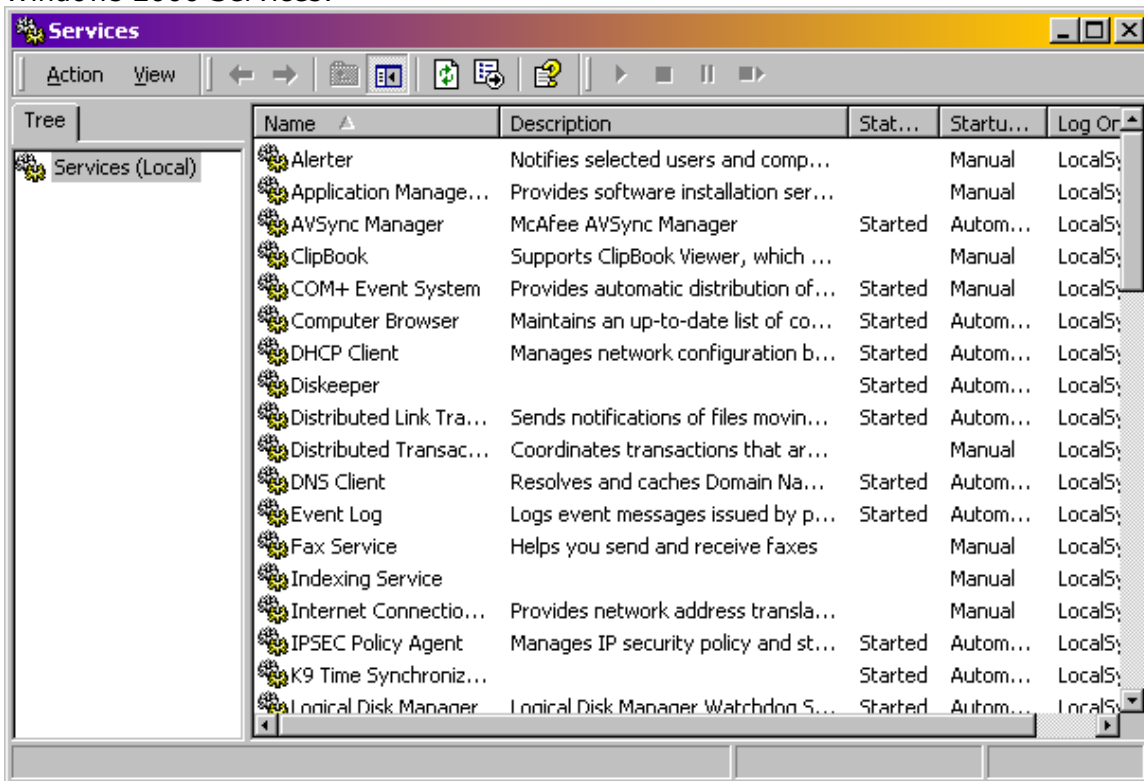 Windows 2000 Services:
Services
Action View
Tree
Name Description Stat... Startu... Log On
Services (Local)
Alerter Notifies selected users and comp... Manual LocalSy
Application Manage... Provides software installation ser... Manual LocalSy
AVSync Manager McAfee AVSync Manager Started Autom... LocalSy
ClipBook Supports ClipBook Viewer, which ... Manual LocalSy
COM+ Event System Provides automatic distribution of... Started Manual LocalSy
Computer Browser Maintains an up-to-date list of co... Started Autom... LocalSy
DHCP Client Manages network configuration b... Started Autom... LocalSy
Diskeeper Started Autom... LocalSy
Distributed Link Tra... Sends notifications of files movin... Started Autom... LocalSy
Distributed Transac... Coordinates transactions that ar... Manual LocalSy
DNS Client Resolves and caches Domain Na... Started Autom... LocalSy
Event Log Logs event messages issued by p... Started Autom... LocalSy
Fax Service Helps you send and receive faxes Manual LocalSy
Indexing Service Manual LocalSy
Internet Connectio... Provides network address transla... Manual LocalSy
IPSEC Policy Agent Manages IP security policy and st... Started Autom... LocalSy
K9 Time Synchroniz... Started Autom... LocalSy
Logical Disk Manager Logical Disk Manager Watchdog S... Started Autom... LocalSy